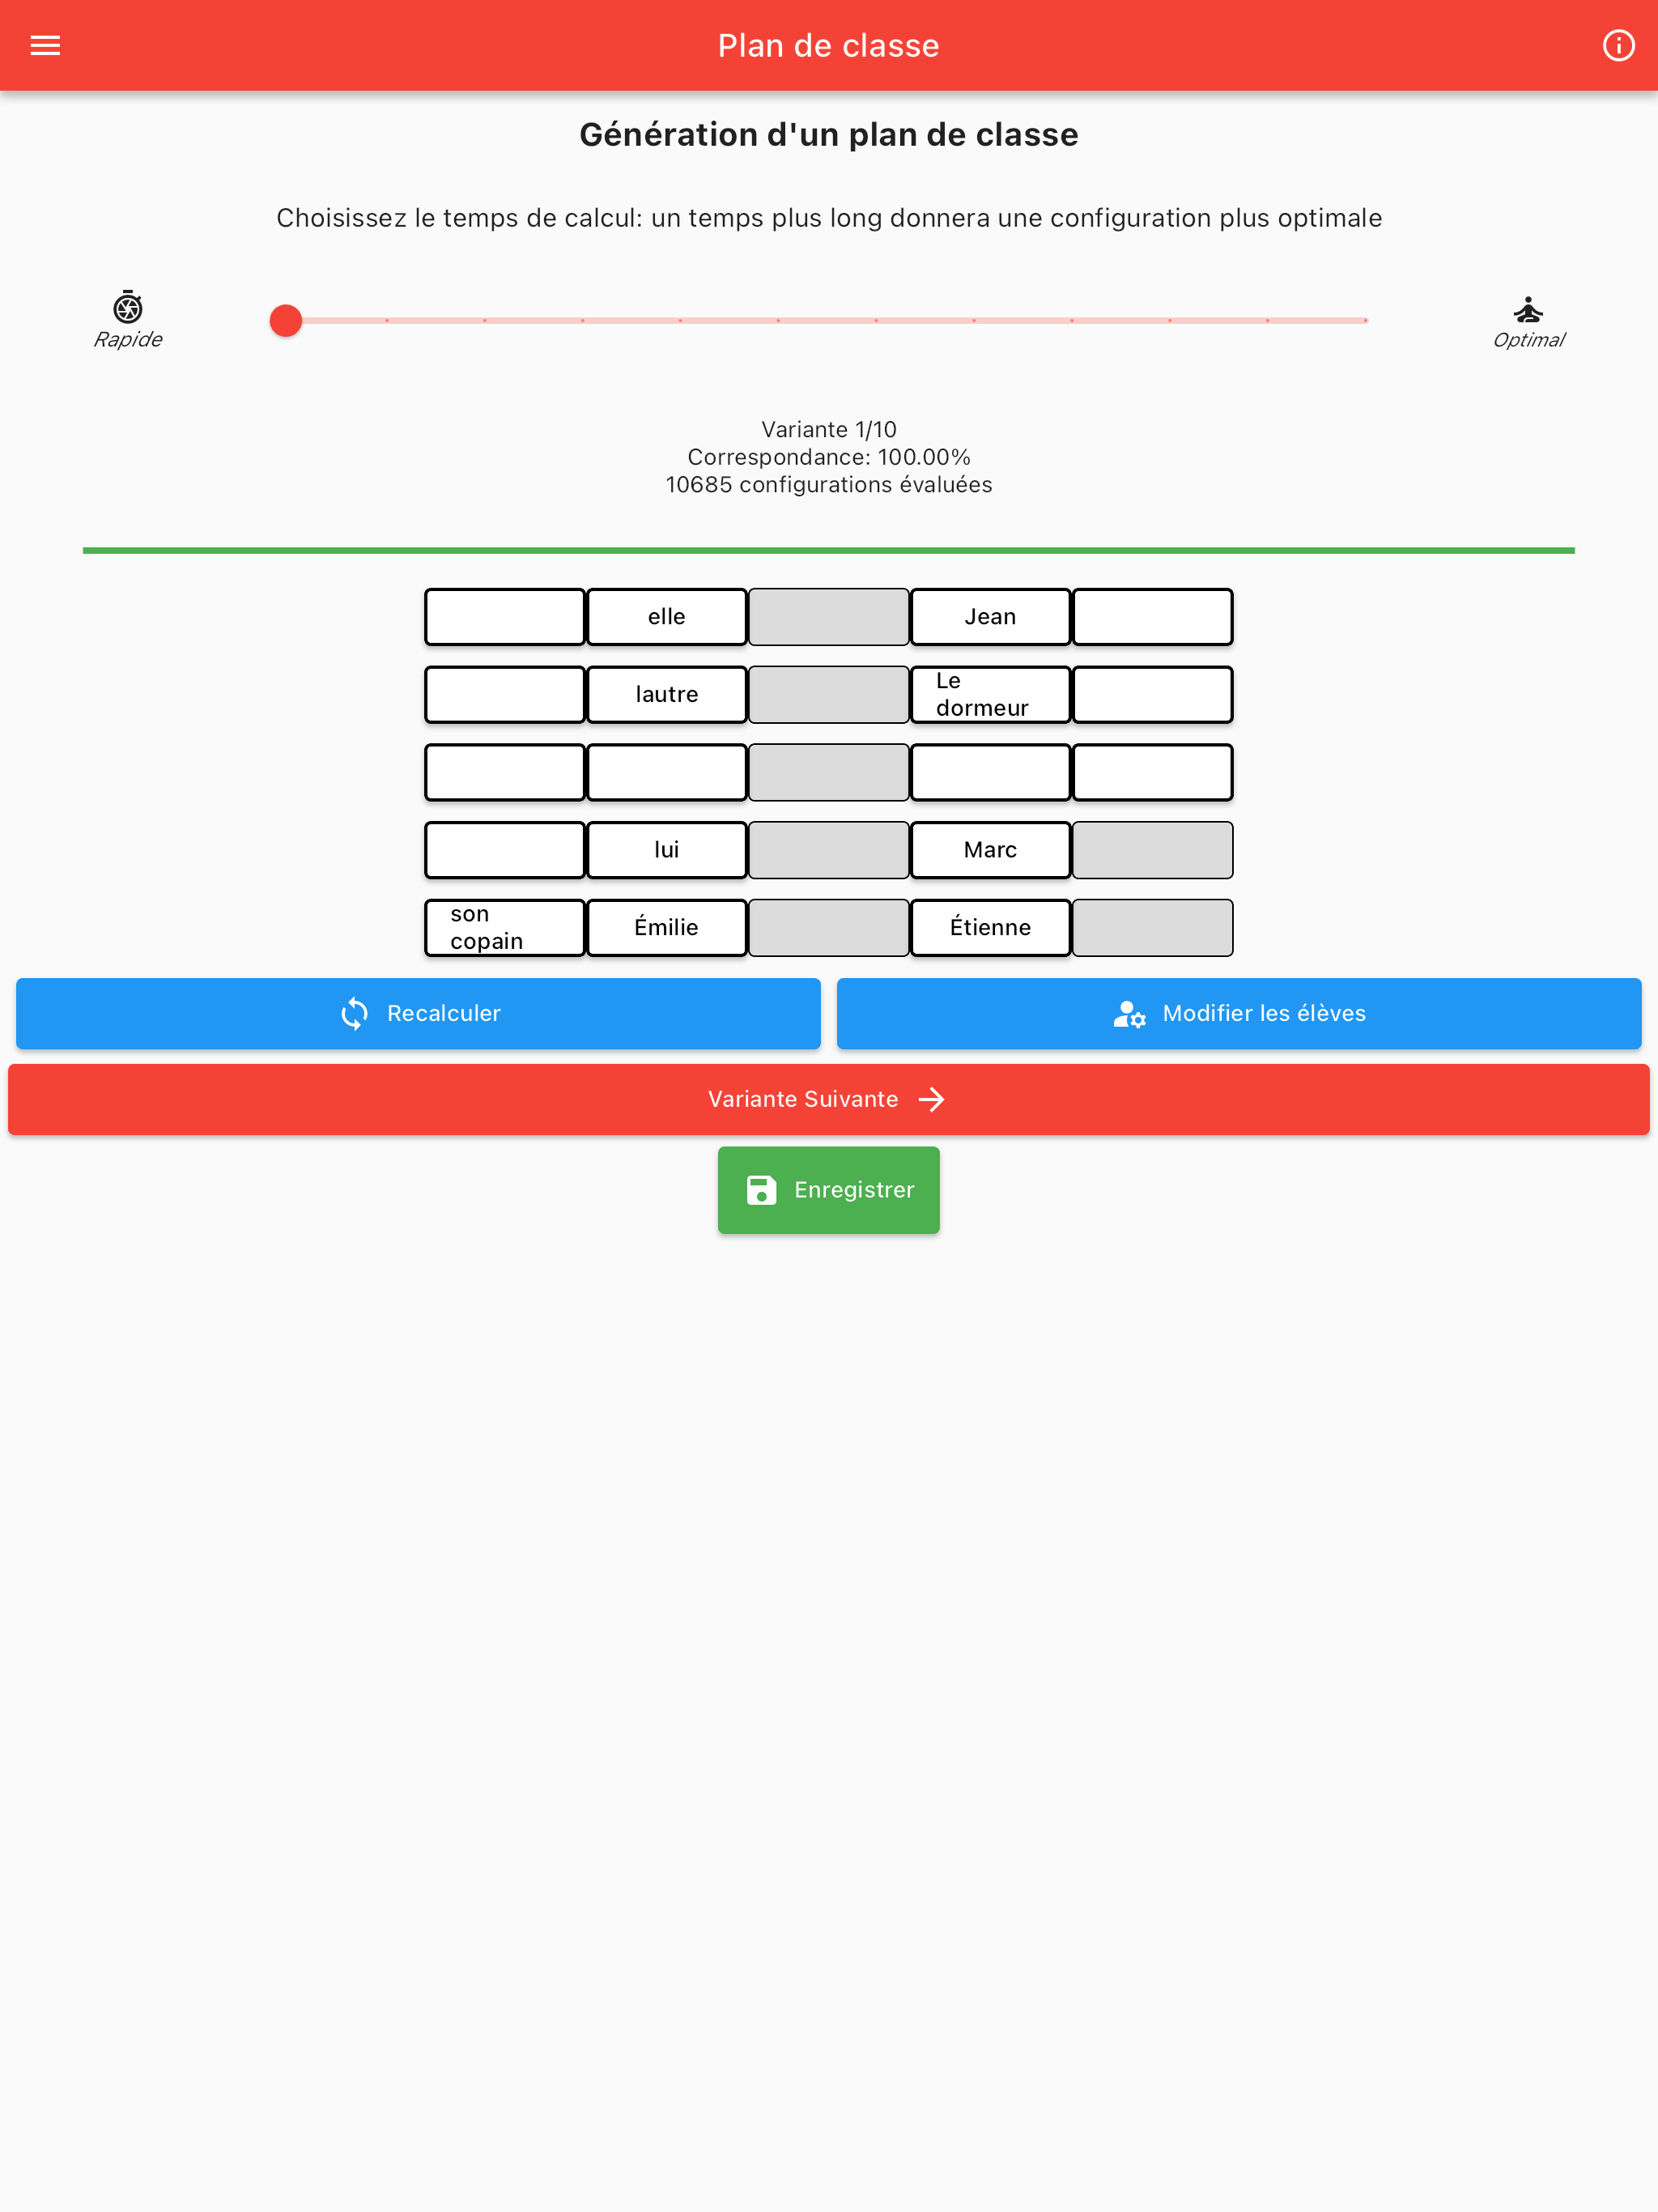 Plan de classe
Génération d'un plan de classe
Choisissez le temps de calcul: un temps plus long donnera une configuration plus optimale
Rapide
Optimal
Variante 1/10
Correspondance: 100.00%
10685 configurations évaluées
elle
Jean
lautre
Le
dormeur
lui
Marc
son
copain
Émilie
Étienne
Recalculer
Modifier les élèves
Variante Suivante
Enregistrer